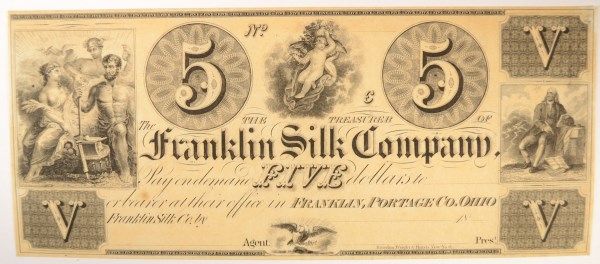 No.
5 5 V
C
THE TREASURER OF
The Franklin Silk Company.
Pay on demand FIVE dollars to
or bearer at their office in FRANKLIN, PORTAGE CO. OHIO
Franklin Silk Co. by 18
V V
Agent. Prest.